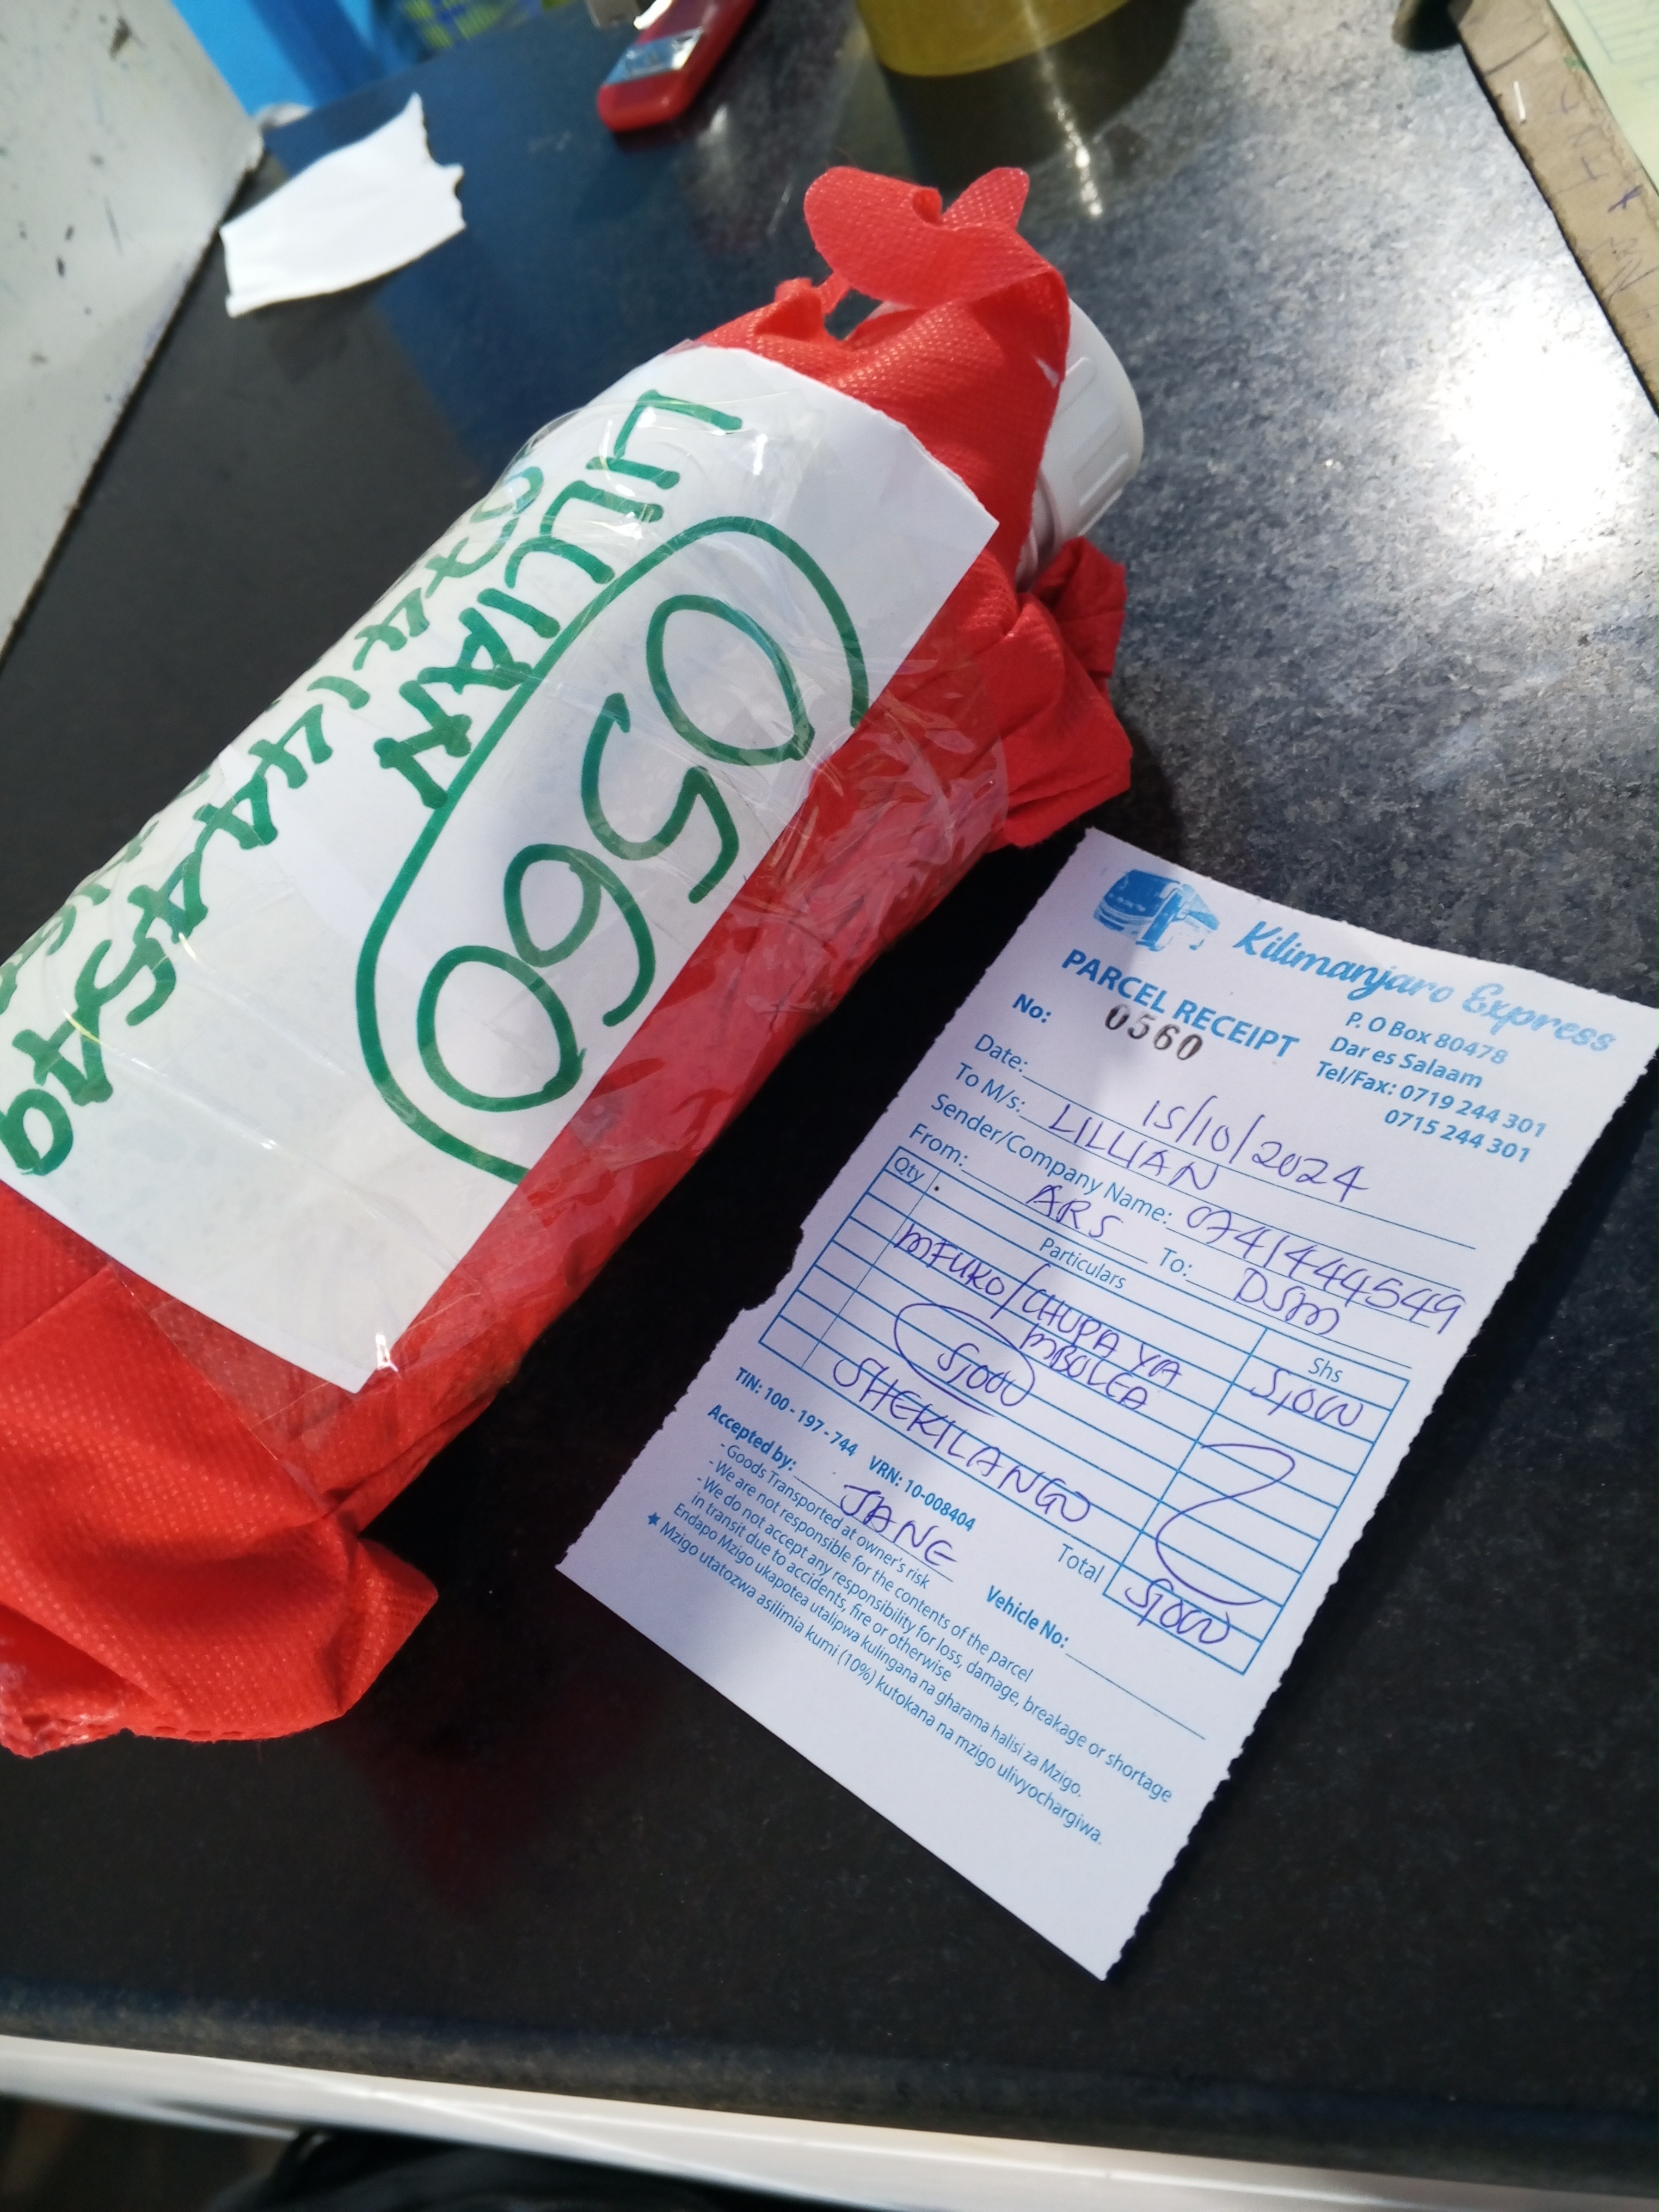 LILLIAN
0741444549
0560
Kilimanjaro Express
P. O Box 80478
Dar es Salaam
Tel/Fax: 0719 244 301
0715 244 301
PARCEL RECEIPT
No: 0560
Date: 15/10/2024
To M/s: LILLIAN
Sender/Company Name: 0741444549
From: ARS To: DSM
Qty Particulars Shs
MFUKO/CHUPA YA 5,000
MBOLEA
5,000
SHEKILANGO
Total 5,000
TIN: 100 - 197 - 744 VRN: 10-008404
Accepted by: JANE Vehicle No:
- Goods Transported at owner's risk
- We are not responsible for the contents of the parcel
- We do not accept any responsibility for loss, damage, breakage or shortage
in transit due to accidents, fire or otherwise
Endapo Mzigo ukapotea utalipwa kulingana na gharama halisi za Mzigo.
★ Mzigo utatozwa asilimia kumi (10%) kutokana na mzigo ulivyochargiwa.